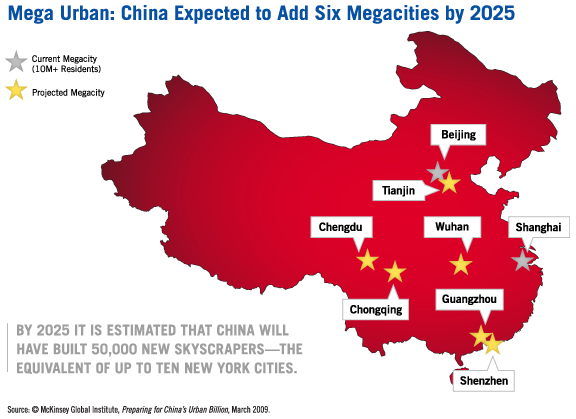 Mega Urban: China Expected to Add Six Megacities by 2025
Current Megacity
(10M+ Residents)
Projected Megacity
Beijing
Tianjin
Chengdu
Wuhan
Shanghai
Chongqing
Guangzhou
Shenzhen
BY 2025 IT IS ESTIMATED THAT CHINA WILL
HAVE BUILT 50,000 NEW SKYSCRAPERS—THE
EQUIVALENT OF UP TO TEN NEW YORK CITIES.
Source: © McKinsey Global Institute, Preparing for China's Urban Billion, March 2009.